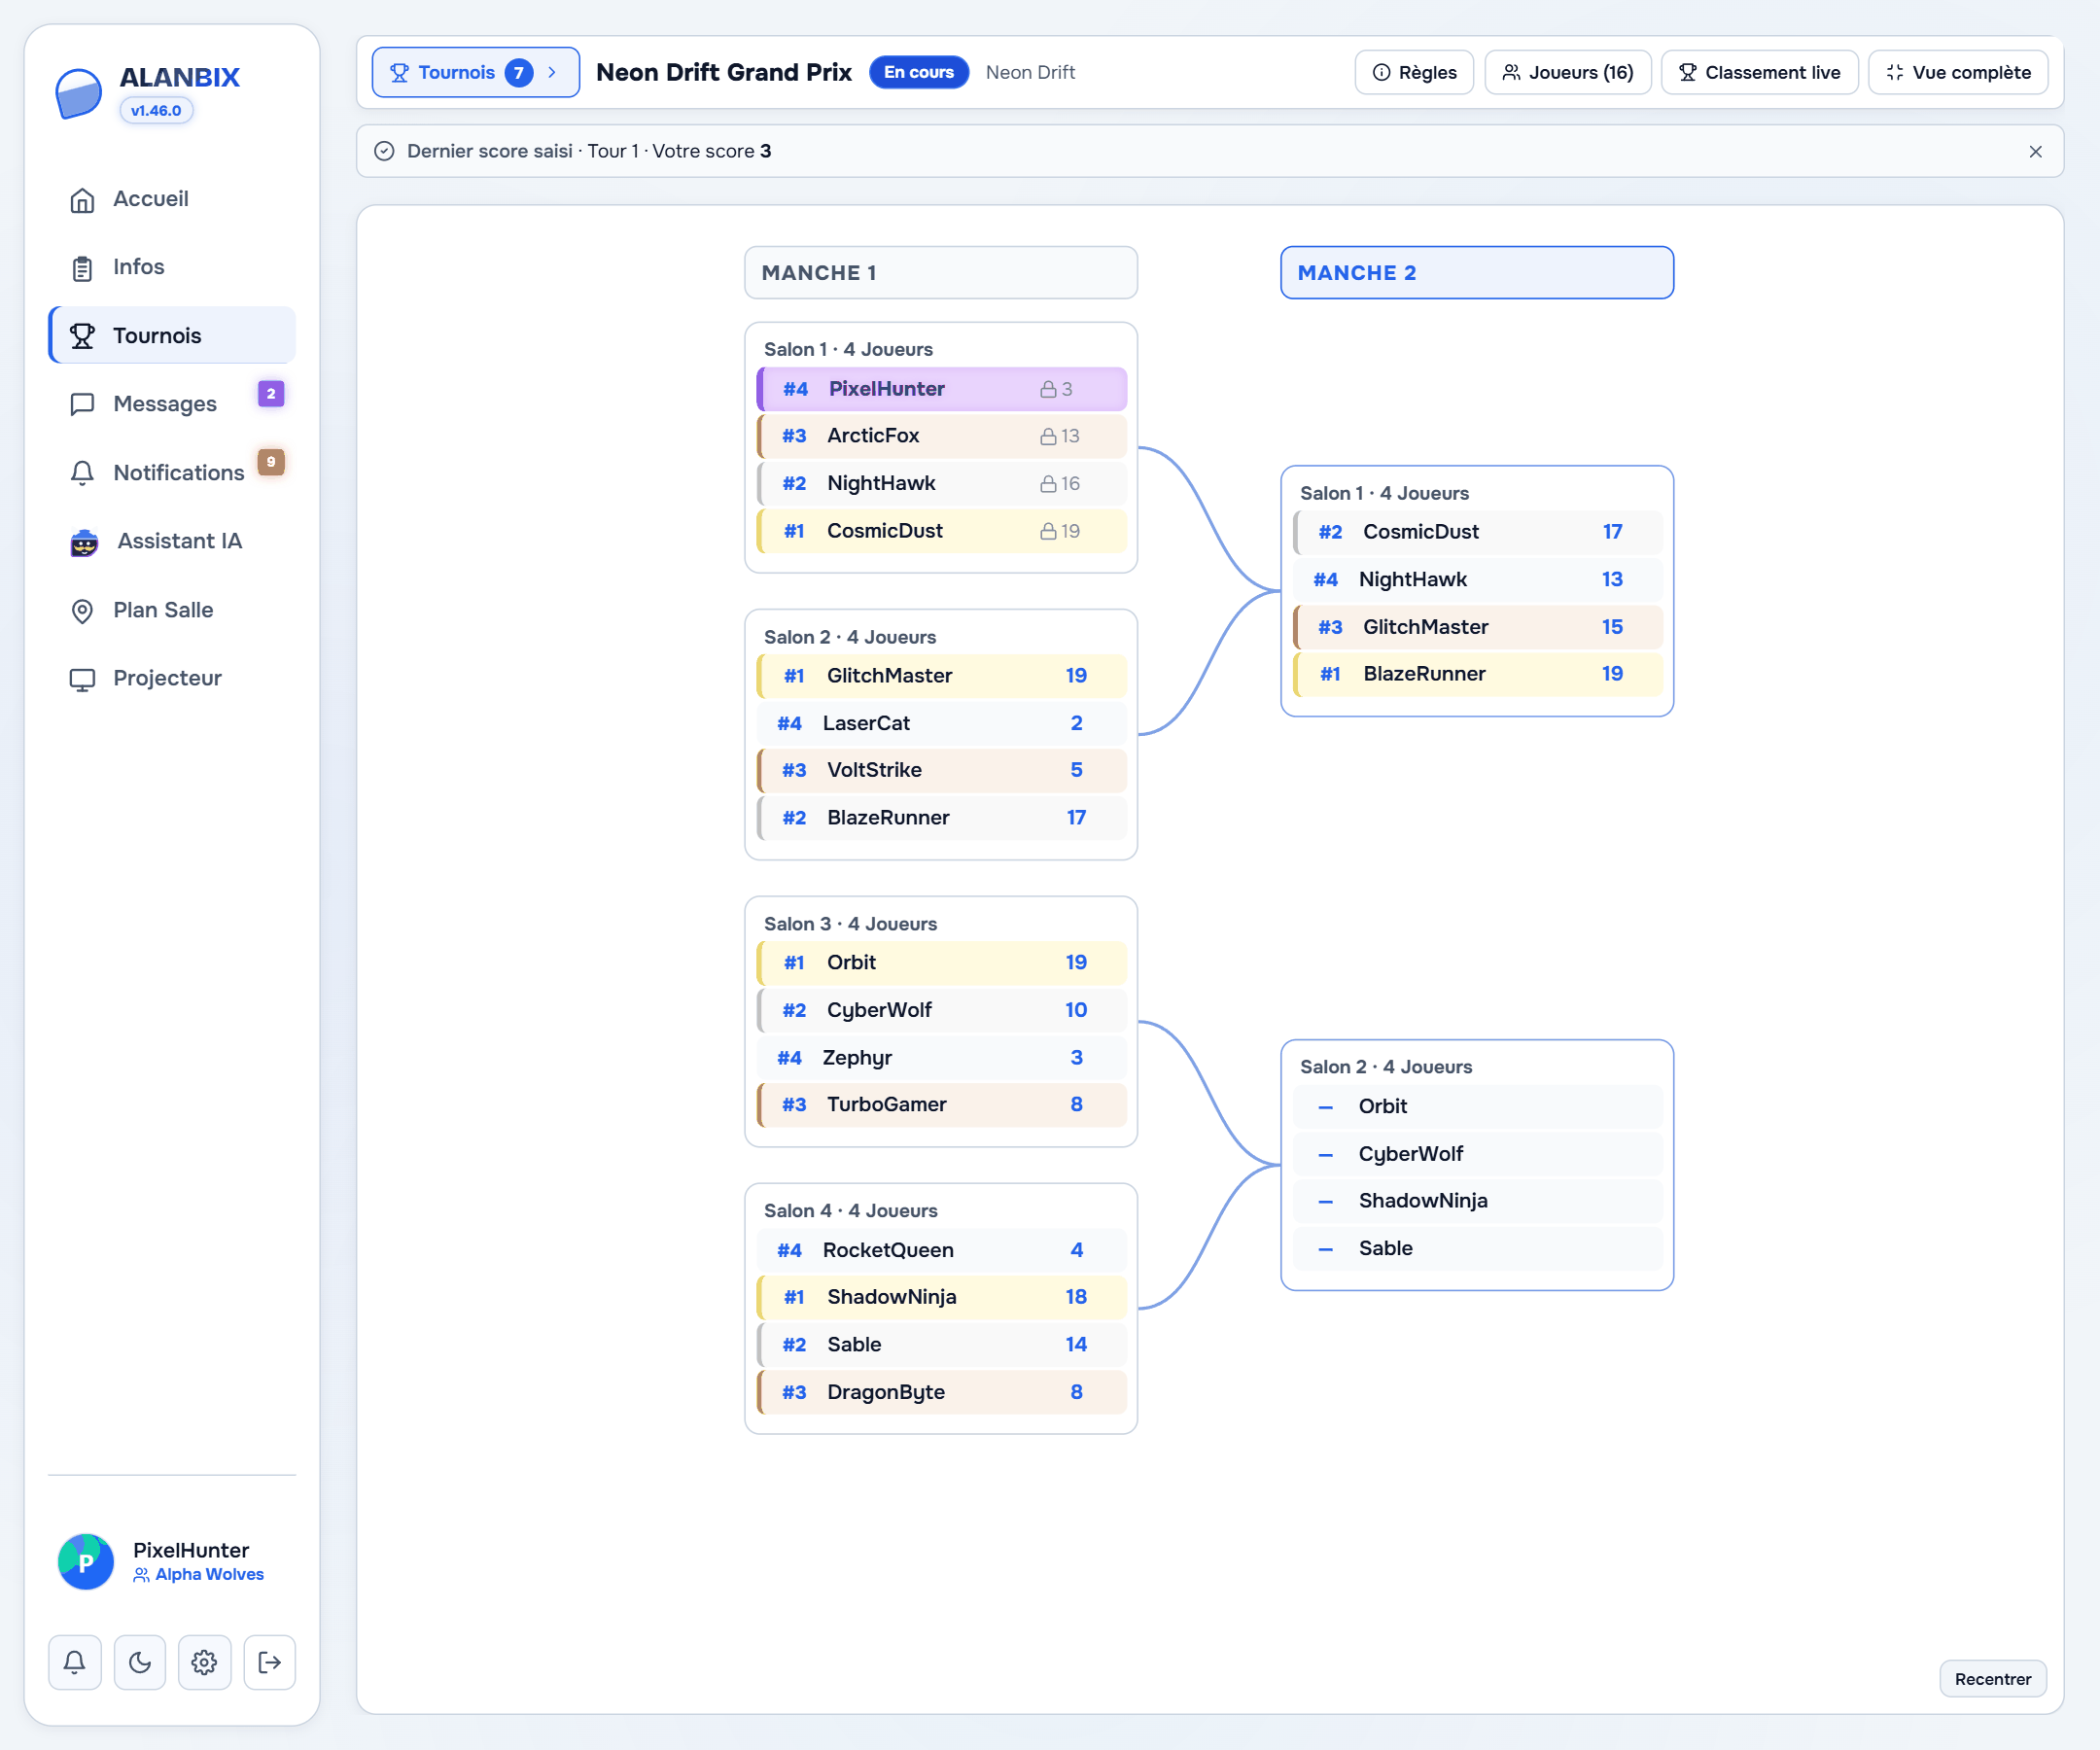 ALANBIX
v1.46.0
Accueil
Infos
Tournois
Messages 2
Notifications 9
Assistant IA
Plan Salle
Projecteur
P
PixelHunter
Alpha Wolves
Tournois 7
Neon Drift Grand Prix
En cours
Neon Drift
Règles
Joueurs (16)
Classement live
Vue complète
Dernier score saisi · Tour 1 · Votre score 3
MANCHE 1
Salon 1 · 4 Joueurs
#4 PixelHunter 3
#3 ArcticFox 13
#2 NightHawk 16
#1 CosmicDust 19
Salon 2 · 4 Joueurs
#1 GlitchMaster 19
#4 LaserCat 2
#3 VoltStrike 5
#2 BlazeRunner 17
Salon 3 · 4 Joueurs
#1 Orbit 19
#2 CyberWolf 10
#4 Zephyr 3
#3 TurboGamer 8
Salon 4 · 4 Joueurs
#4 RocketQueen 4
#1 ShadowNinja 18
#2 Sable 14
#3 DragonByte 8
MANCHE 2
Salon 1 · 4 Joueurs
#2 CosmicDust 17
#4 NightHawk 13
#3 GlitchMaster 15
#1 BlazeRunner 19
Salon 2 · 4 Joueurs
– Orbit
– CyberWolf
– ShadowNinja
– Sable
Recentrer